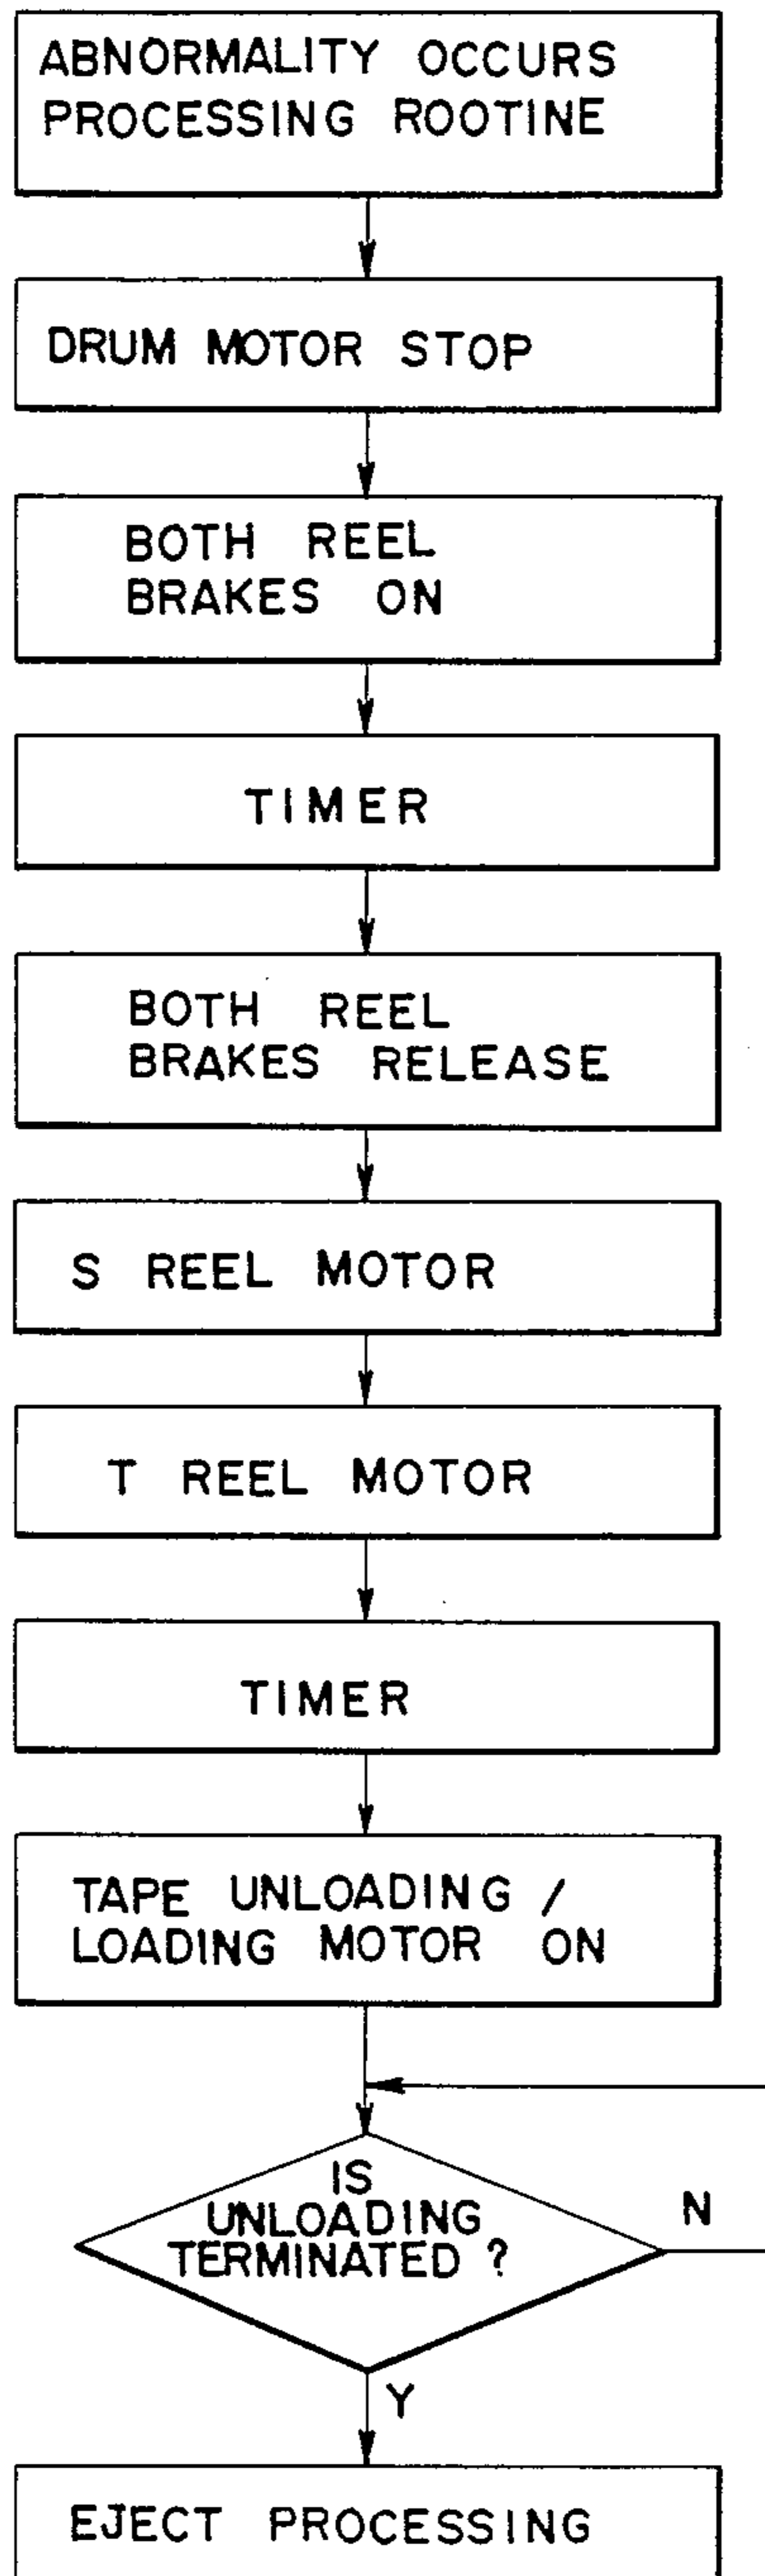 ABNORMALITY OCCURS
PROCESSING ROOTINE
DRUM MOTOR STOP
BOTH REEL
BRAKES ON
TIMER
BOTH REEL
BRAKES RELEASE
S REEL MOTOR
T REEL MOTOR
TIMER
TAPE UNLOADING /
LOADING MOTOR ON
IS
UNLOADING
TERMINATED ?
N
Y
EJECT PROCESSING